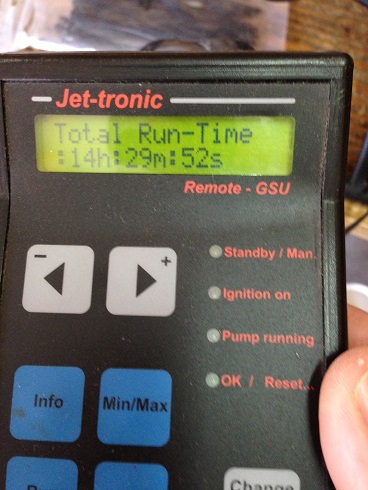 Jet-tronic
Total Run-Time
:14h:29m:52s
Remote - GSU
- +
Standby / Man.
Ignition on
Pump running
OK / Reset...
Info
Min/Max
Change